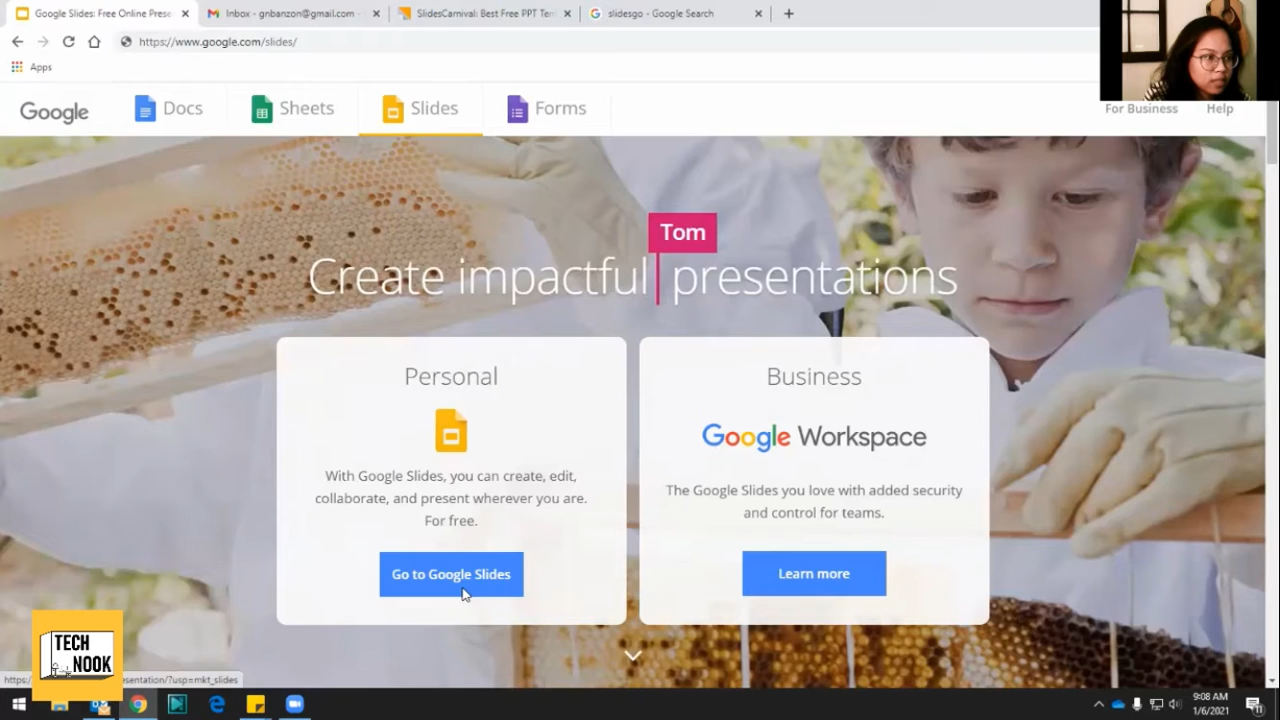 Google Slides: Free Online Prese
Inbox - gnbanzon@gmail.com -
SlidesCarnival: Best Free PPT Tem
slidesgo - Google Search
https://www.google.com/slides/
Apps
Google
Docs
Sheets
Slides
Forms
For Business
Help
Tom
Create impactful presentations
Personal
With Google Slides, you can create, edit,
collaborate, and present wherever you are.
For free.
Go to Google Slides
Business
Google Workspace
The Google Slides you love with added security
and control for teams.
Learn more
TECH
NOOK
https: resentation/?usp=mkt_slides
9:08 AM
1/6/2021